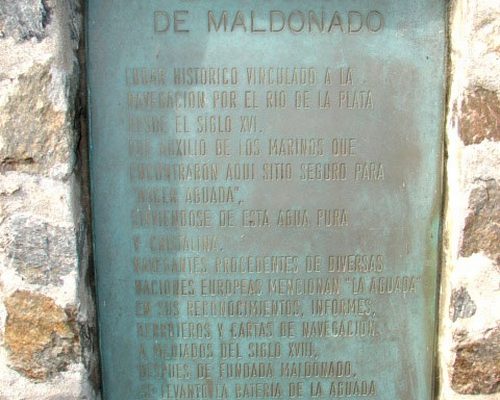 DE MALDONADO
LUGAR HISTORICO VINCULADO A LA
NAVEGACION POR EL RIO DE LA PLATA
DESDE EL SIGLO XVI.
FUE AUXILIO DE LOS MARINOS QUE
ENCONTRARON AQUI SITIO SEGURO PARA
"HACER AGUADA",
SIRVIENDOSE DE ESTA AGUA PURA
Y CRISTALINA.
NAVEGANTES PROCEDENTES DE DIVERSAS
NACIONES EUROPEAS MENCIONAN "LA AGUADA"
EN SUS RECONOCIMIENTOS, INFORMES,
DERROTEROS Y CARTAS DE NAVEGACION.
A MEDIADOS DEL SIGLO XVIII,
DESPUES DE FUNDADA MALDONADO,
SE LEVANTO LA BATERIA DE LA AGUADA